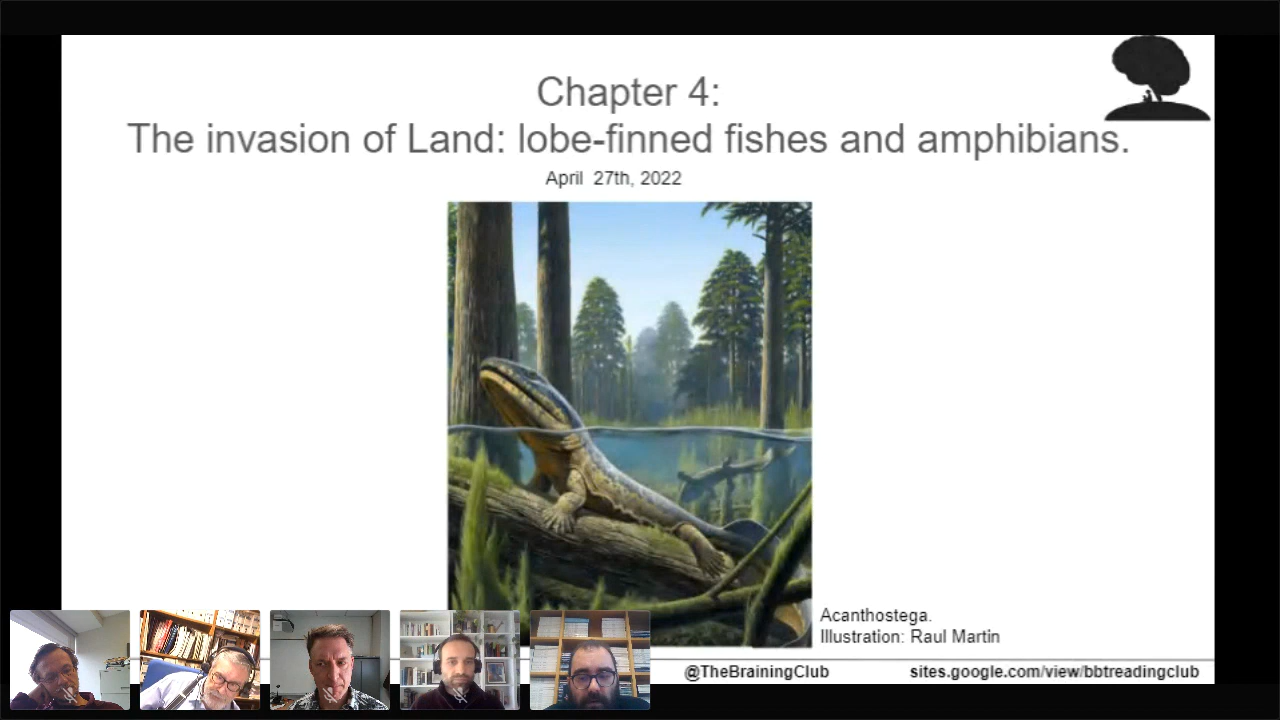 Chapter 4:
The invasion of Land: lobe-finned fishes and amphibians.
April 27th, 2022
Acanthostega.
Illustration: Raul Martin
@TheBrainingClub
sites.google.com/view/bbtreadingclub